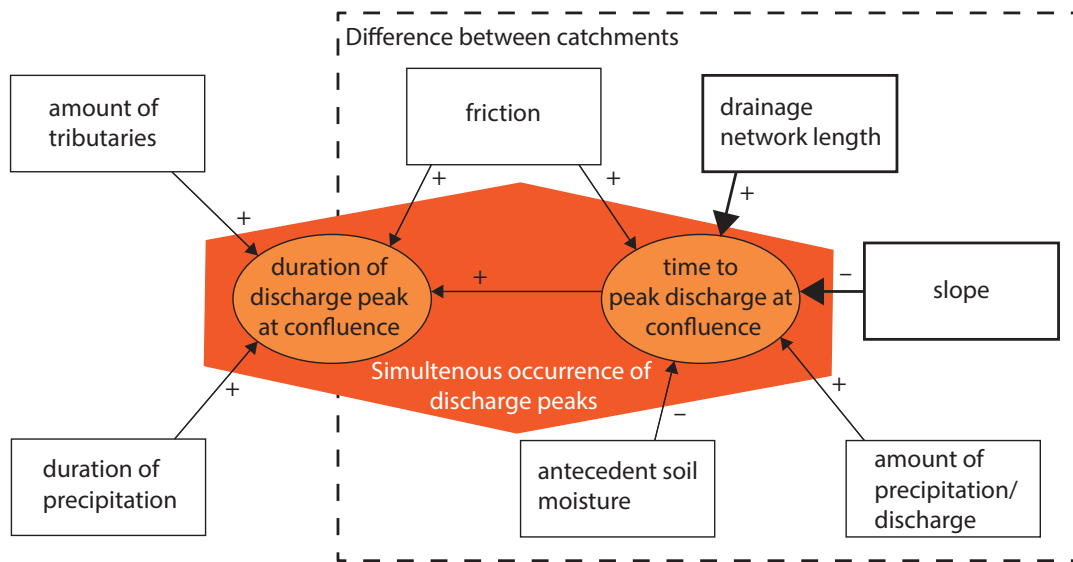 Difference between catchments
amount of
tributaries
friction
drainage
network length
+
+
+
+
duration of
discharge peak
at confluence
+
time to
peak discharge at
confluence
–
slope
Simultenous occurrence of
discharge peaks
+
–
+
duration of
precipitation
antecedent soil
moisture
amount of
precipitation/
discharge